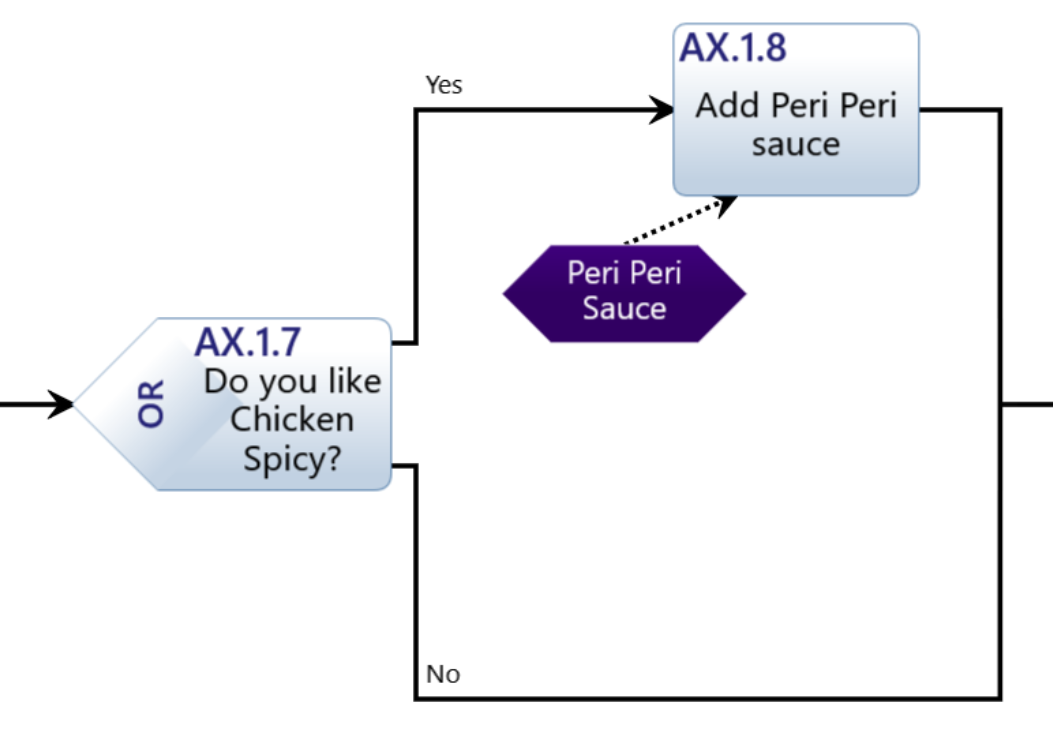 AX.1.8
Yes
Add Peri Peri
sauce
Peri Peri
Sauce
AX.1.7
Do you like
OR
Chicken
Spicy?
No